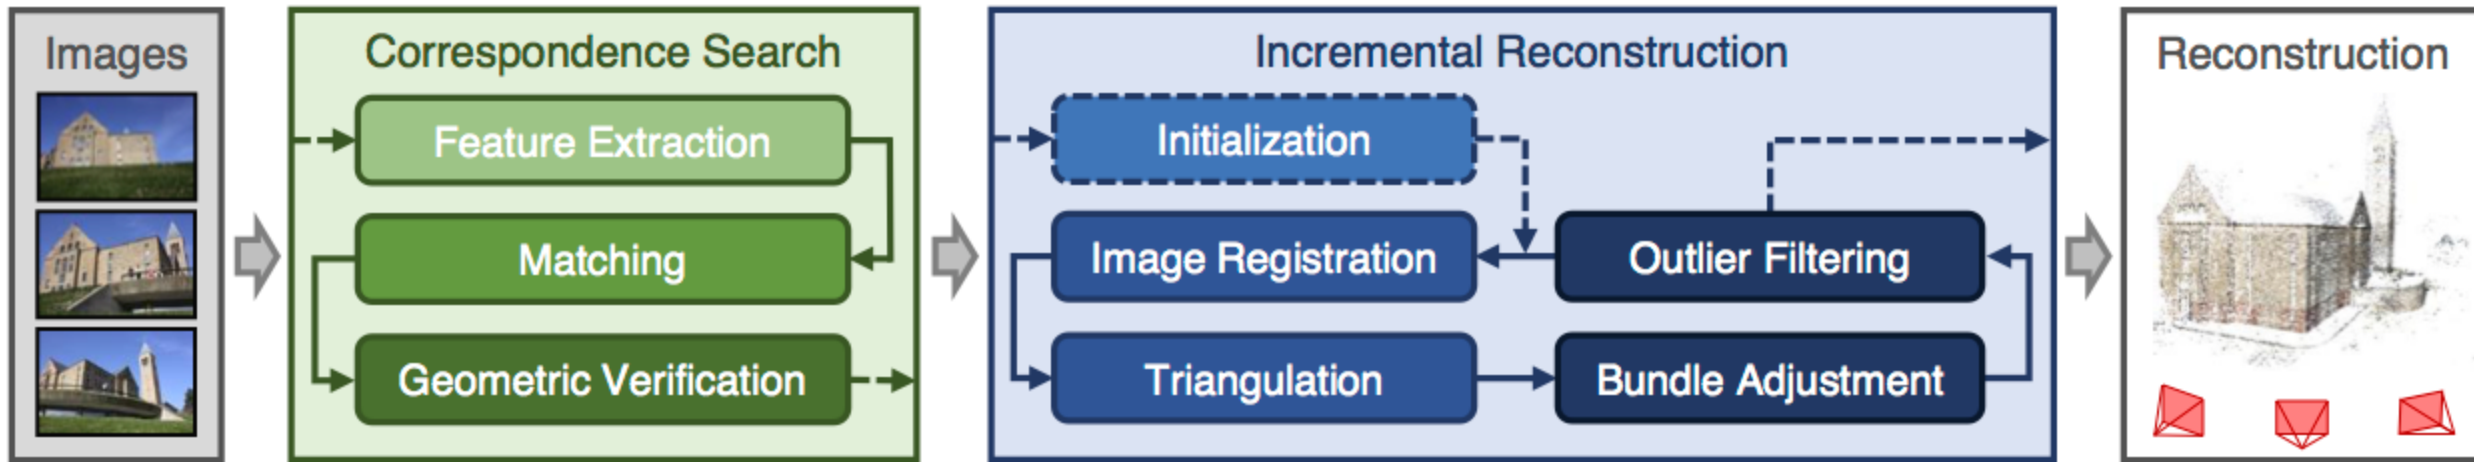 Images
Correspondence Search
Feature Extraction
Matching
Geometric Verification
Incremental Reconstruction
Initialization
Image Registration
Outlier Filtering
Triangulation
Bundle Adjustment
Reconstruction